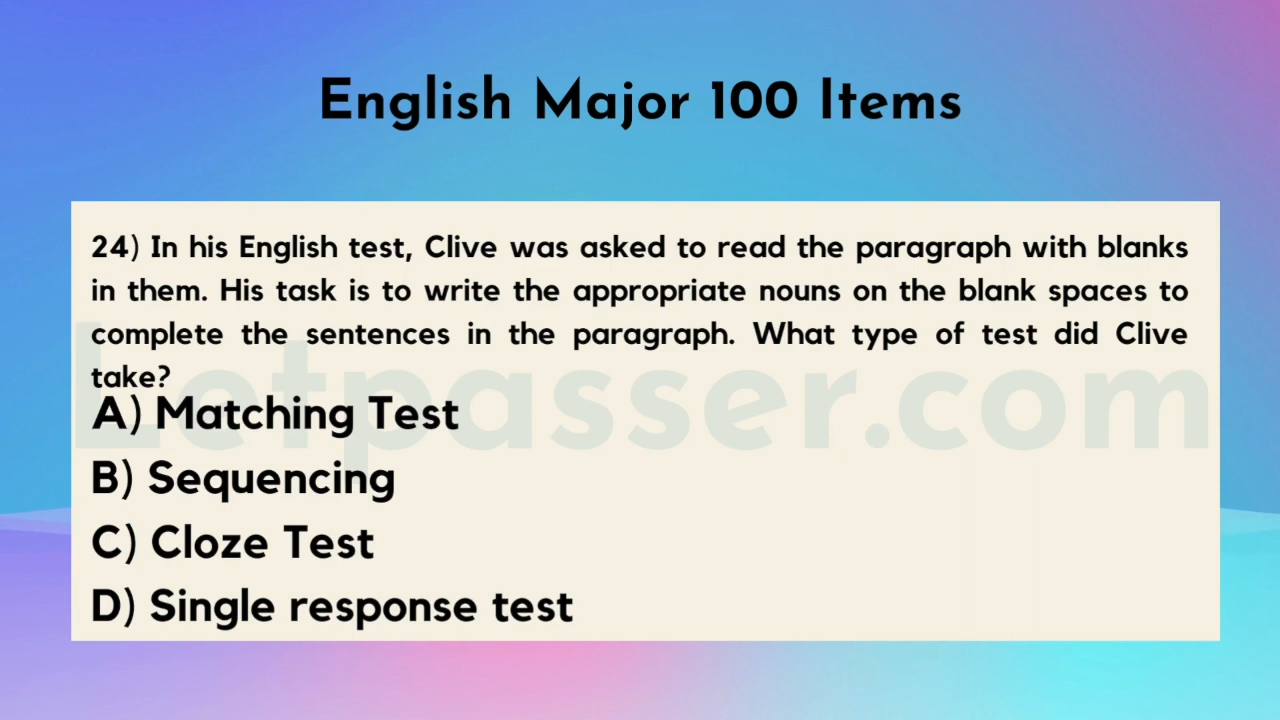 English Major 100 Items
24) In his English test, Clive was asked to read the paragraph with blanks
in them. His task is to write the appropriate nouns on the blank spaces to
complete the sentences in the paragraph. What type of test did Clive
take?
Letpasser.com
A) Matching Test
B) Sequencing
C) Cloze Test
D) Single response test